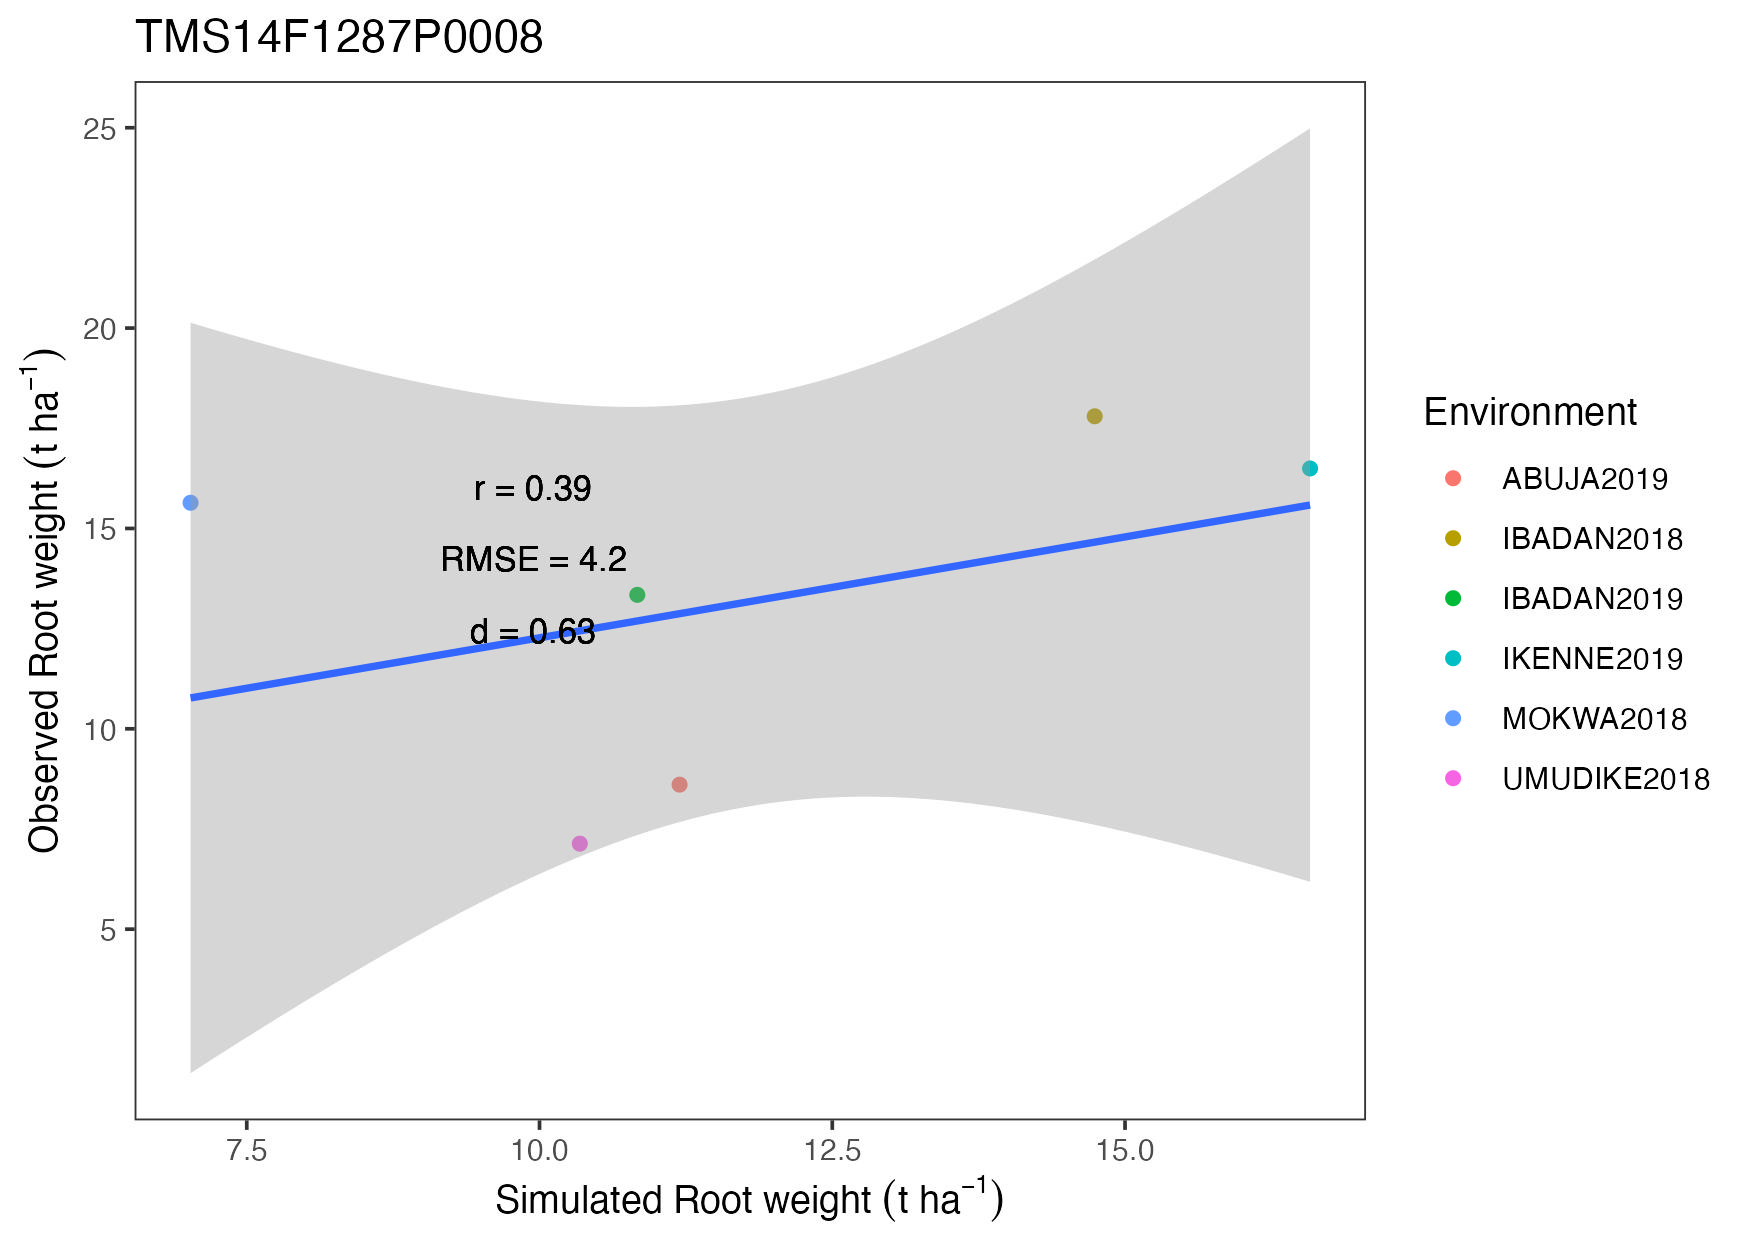 TMS14F1287P0008
25
20
15
10
5
Observed Root weight (t ha⁻¹)
r = 0.39
RMSE = 4.2
d = 0.63
7.5 10.0 12.5 15.0
Simulated Root weight (t ha⁻¹)
Environment
ABUJA2019
IBADAN2018
IBADAN2019
IKENNE2019
MOKWA2018
UMUDIKE2018